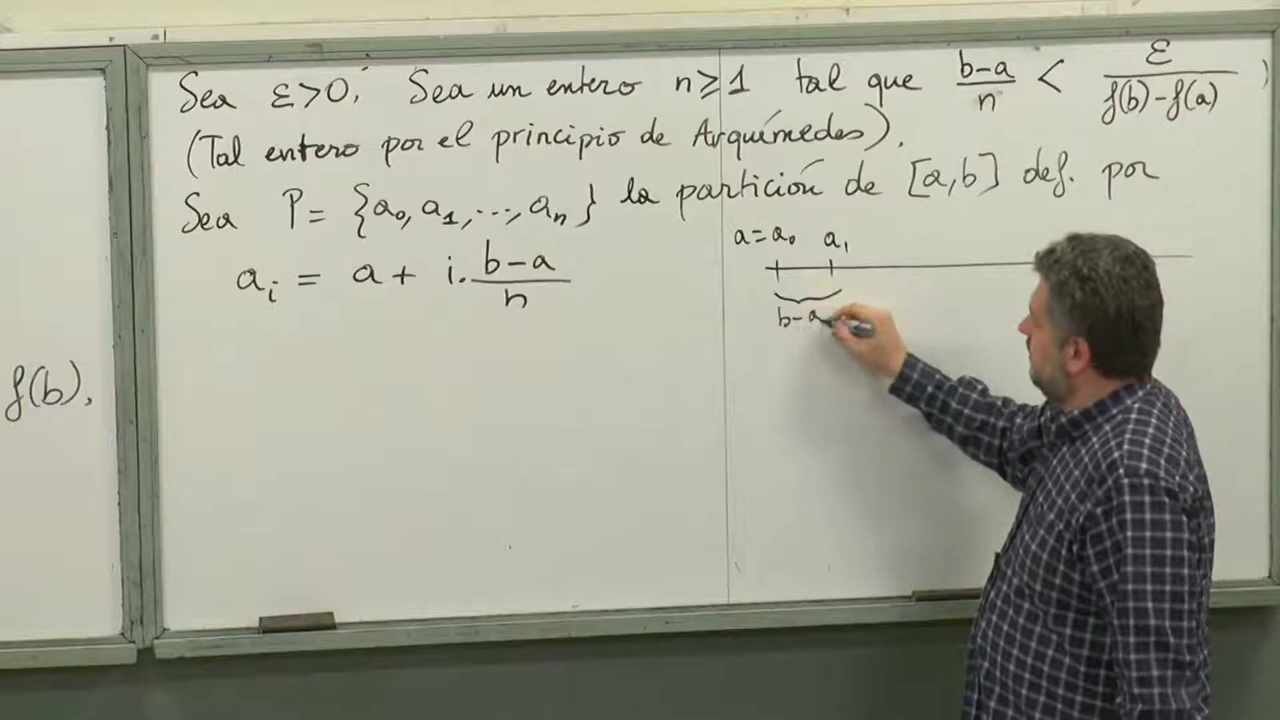 f(b).
Sea ε>0. Sea un entero n≥1 tal que (b-a)/n < ε/(f(b)-f(a))
(Tal entero por el principio de Arquímedes).
Sea P = {a₀, a₁, ..., aₙ} la partición de [a,b] def. por
aᵢ = a + i·(b-a)/n
a=a₀ a₁
b-a